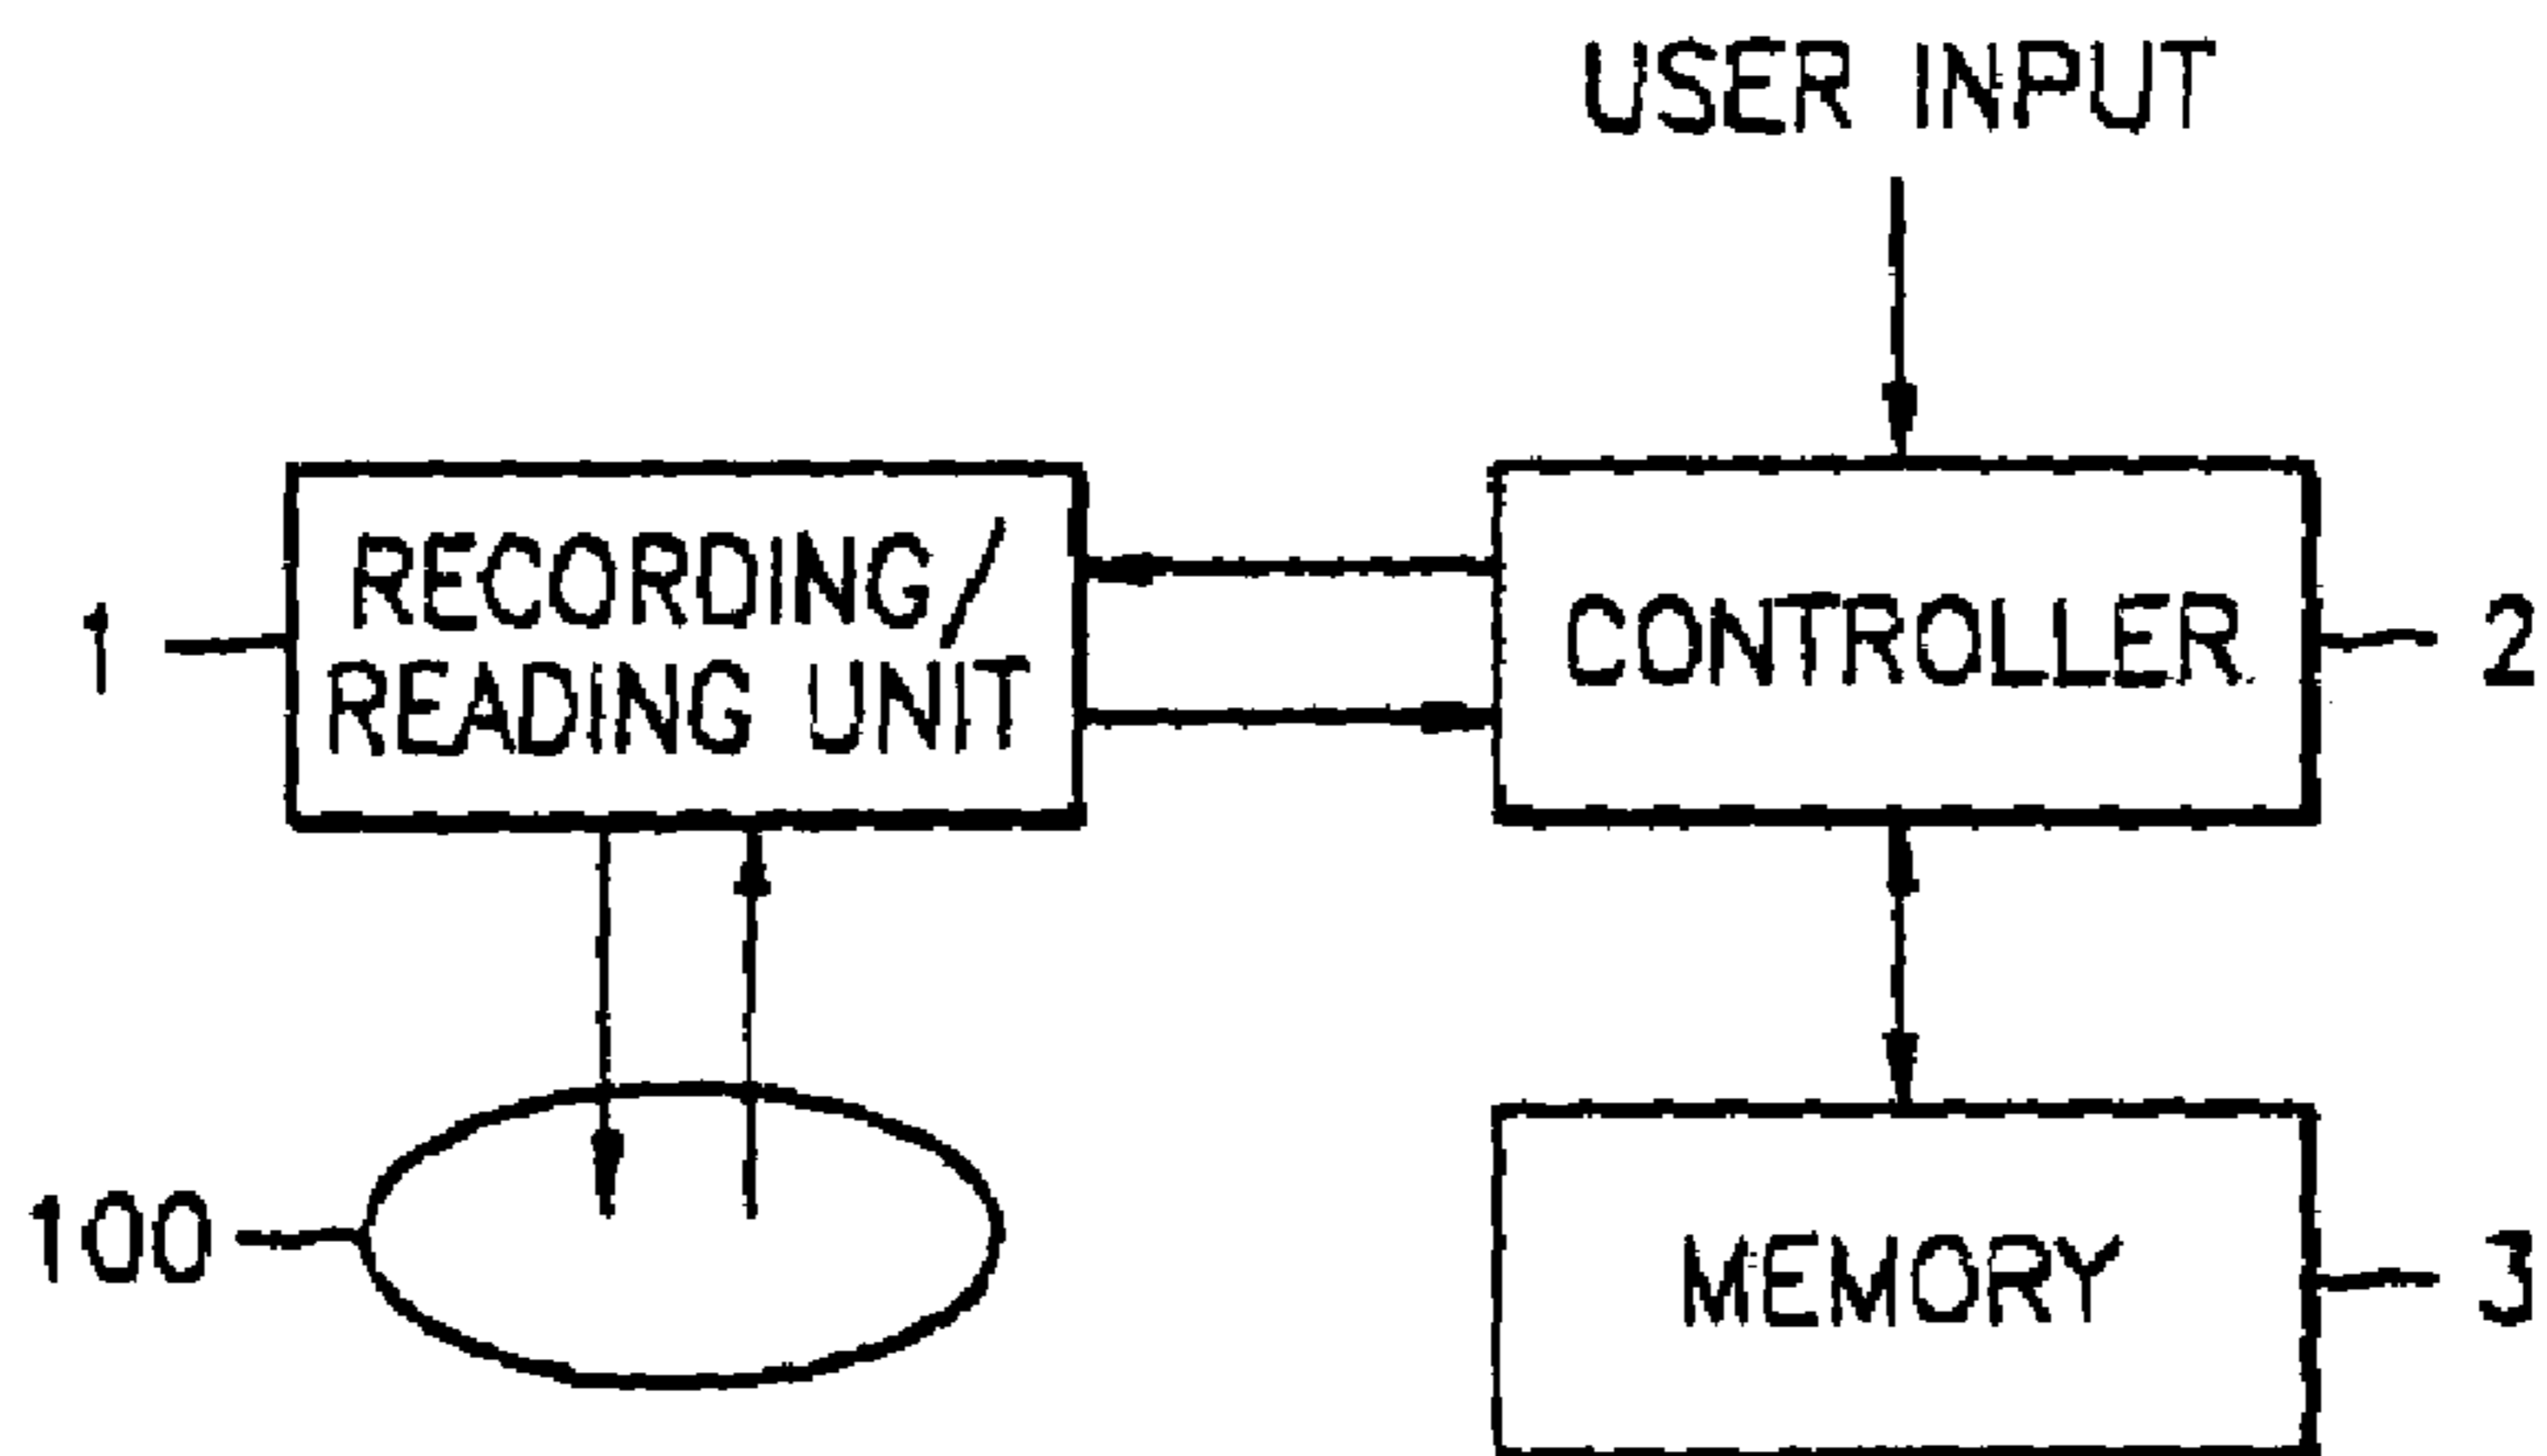 USER INPUT
RECORDING/
READING UNIT
1
CONTROLLER
2
100
MEMORY
3